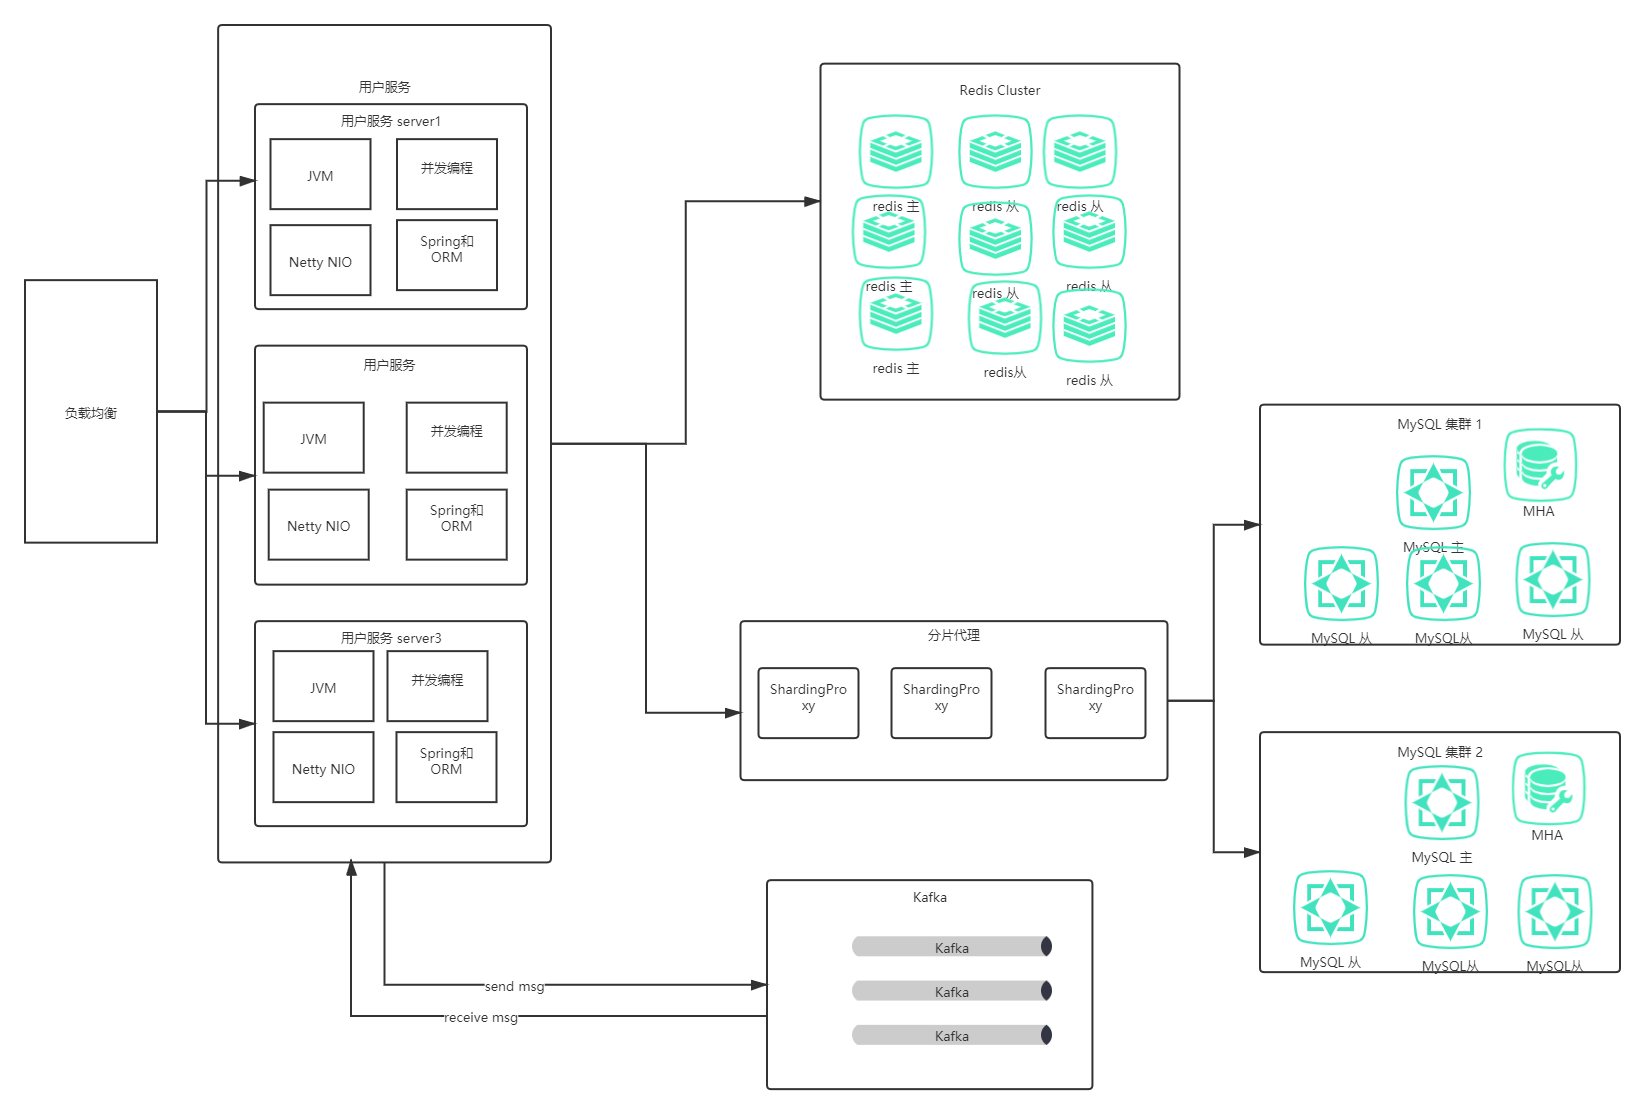 负载均衡
用户服务
用户服务 server1
JVM
并发编程
Netty NIO
Spring和
ORM
用户服务
JVM
并发编程
Netty NIO
Spring和
ORM
用户服务 server3
JVM
并发编程
Netty NIO
Spring和
ORM
Redis Cluster
redis 主
redis 从
redis 从
redis 主
redis 从
redis 从
redis 主
redis从
redis 从
分片代理
ShardingPro
xy
ShardingPro
xy
ShardingPro
xy
MySQL 集群 1
MHA
MySQL 主
MySQL 从
MySQL从
MySQL 从
MySQL 集群 2
MHA
MySQL 主
MySQL 从
MySQL从
MySQL从
Kafka
Kafka
Kafka
Kafka
send msg
receive msg